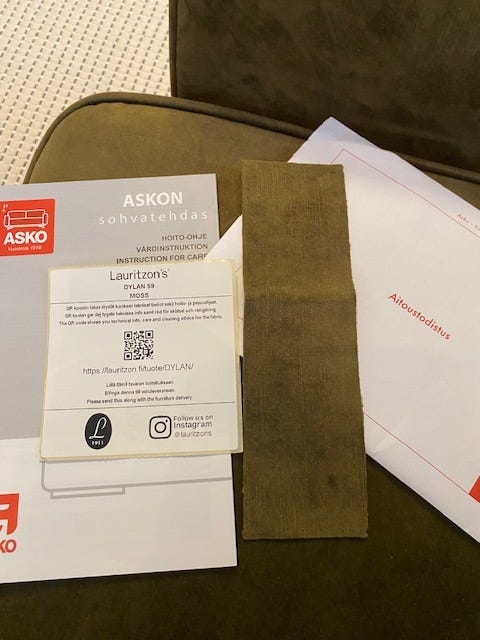 ASKON
sohvatehdas
ASKO
Vuodesta 1918
HOITO-OHJE
VÅRDINSTRUKTION
INSTRUCTION FOR CARE
Lauritzon's
DYLAN 59
MOSS
QR koodin takaa löydät kankaan tekniset tiedot sekä hoito- ja pesuohjeet.
QR koden ger dej tygets tekniska info samt råd för skötsel och rengöring.
The QR code shows you technical info, care and cleaning advice for the fabric.
https://lauritzon.fi/tuote/DYLAN/
Liitä tämä tavaran toimitukseen.
Bifoga denna till varuleveransen.
Please send this along with the furniture delivery
L
1911
Follow us on
Instagram
@lauritzons
Aitoustodistus
Asko -
KO